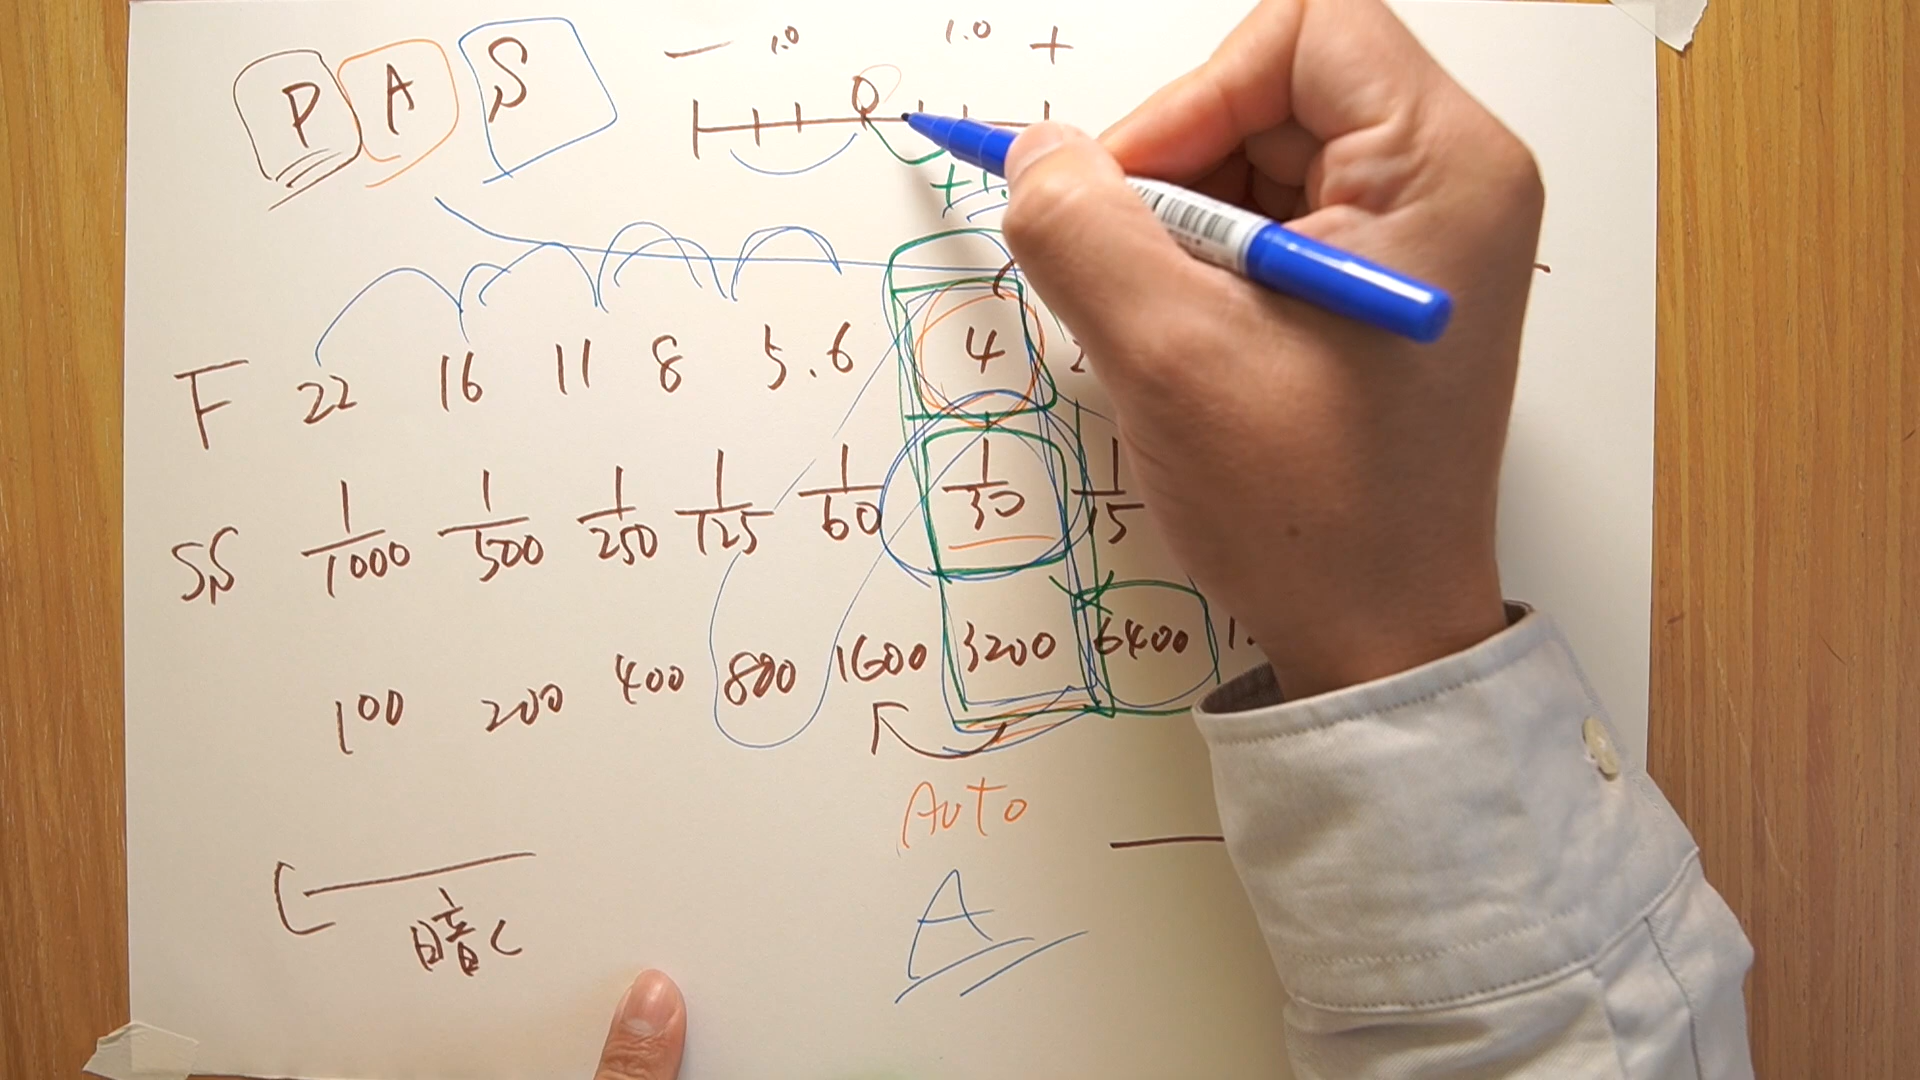 P A S
− 1.0 1.0 +
0
F 22 16 11 8 5.6 4
SS 1/1000 1/500 1/250 1/125 1/60 1/30 1/15
100 200 400 800 1600 3200 6400
Auto
暗く
A